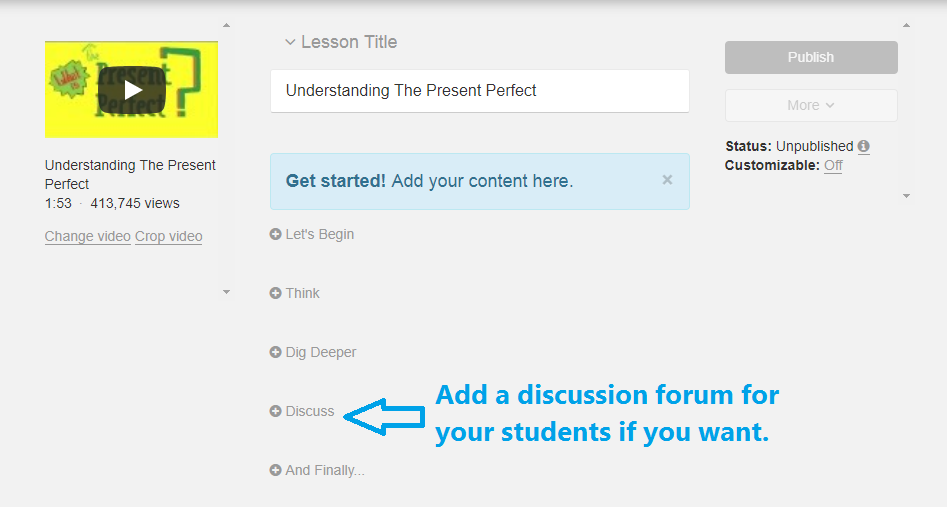 The
Present
Perfect
?
Understanding The Present
Perfect
1:53 · 413,745 views
Change video Crop video
Lesson Title
Understanding The Present Perfect
Get started! Add your content here. ×
Let's Begin
Think
Dig Deeper
Discuss
And Finally...
Add a discussion forum for
your students if you want.
Publish
More
Status: Unpublished
Customizable: Off